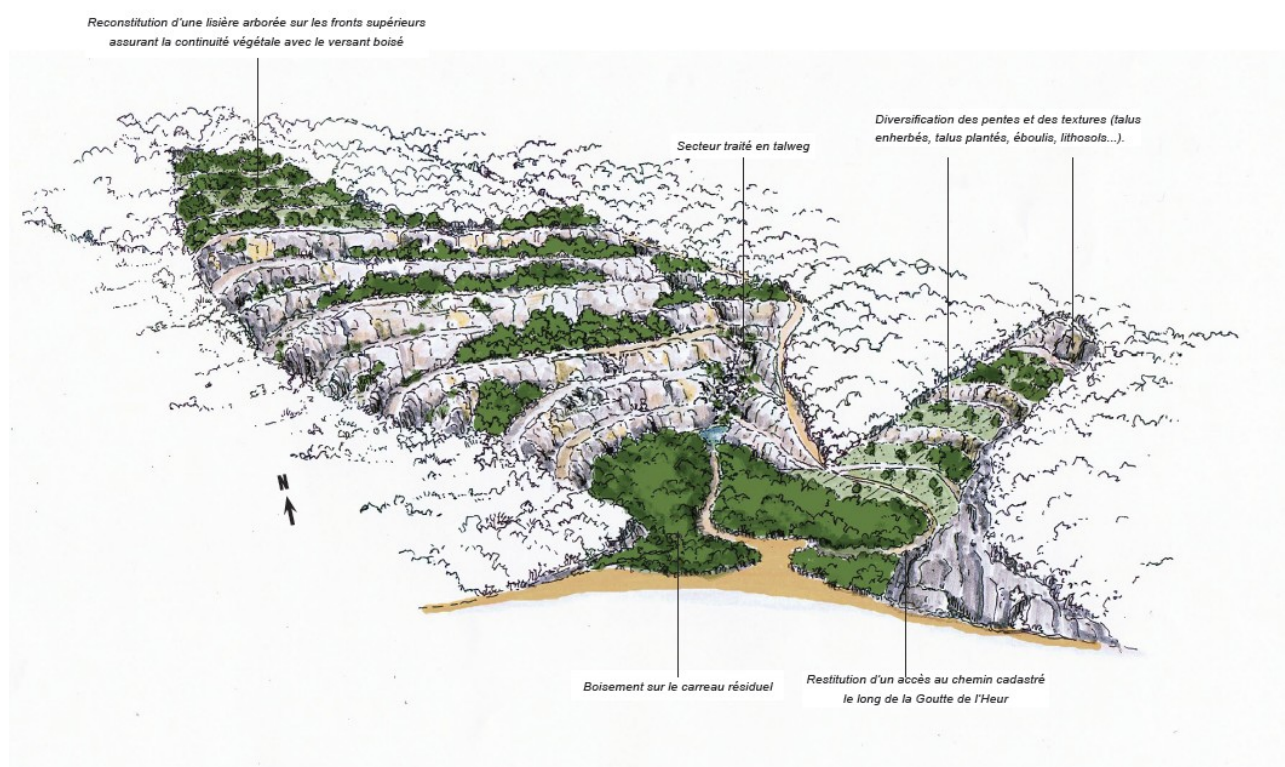 Reconstitution d'une lisière arborée sur les fronts supérieurs
assurant la continuité végétale avec le versant boisé
Diversification des pentes et des textures (talus
enherbés, talus plantés, éboulis, lithosols...).
Secteur traité en talweg
N
Boisement sur le carreau résiduel
Restitution d'un accès au chemin cadastré
le long de la Goutte de l'Heur